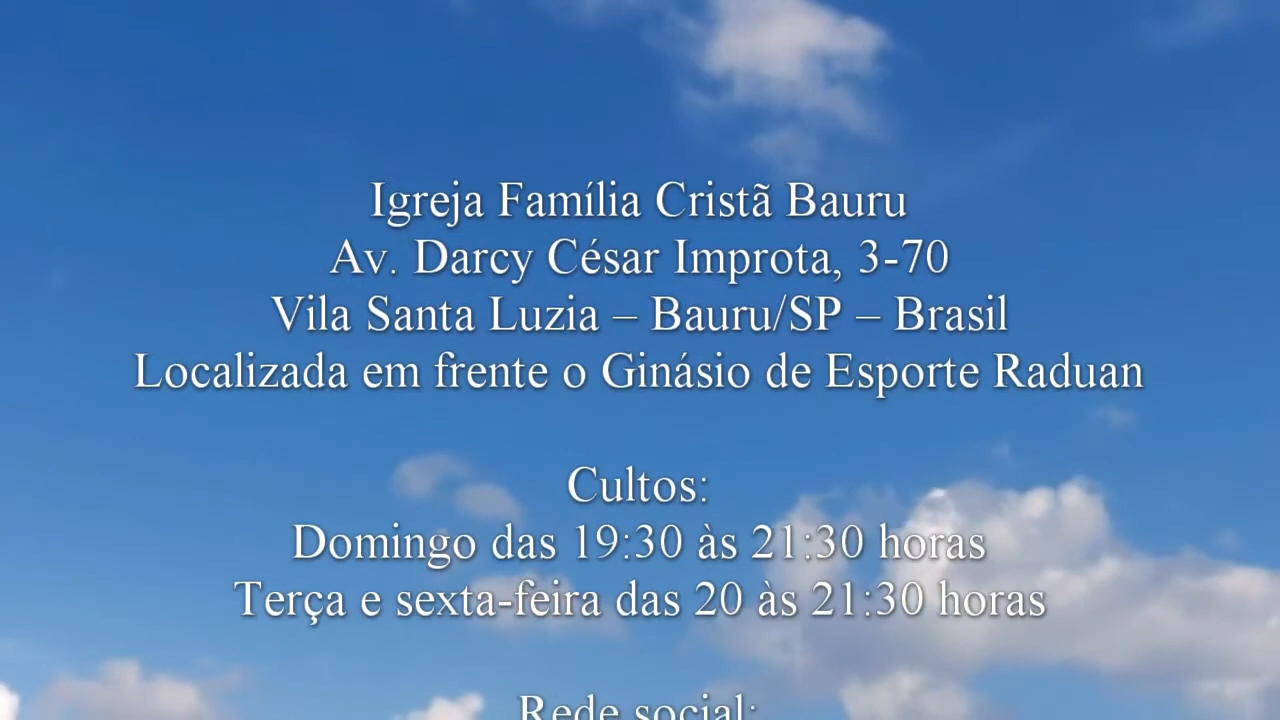 Igreja Família Cristã Bauru
Av. Darcy César Improta, 3-70
Vila Santa Luzia – Bauru/SP – Brasil
Localizada em frente o Ginásio de Esporte Raduan
Cultos:
Domingo das 19:30 às 21:30 horas
Terça e sexta-feira das 20 às 21:30 horas
Rede social: